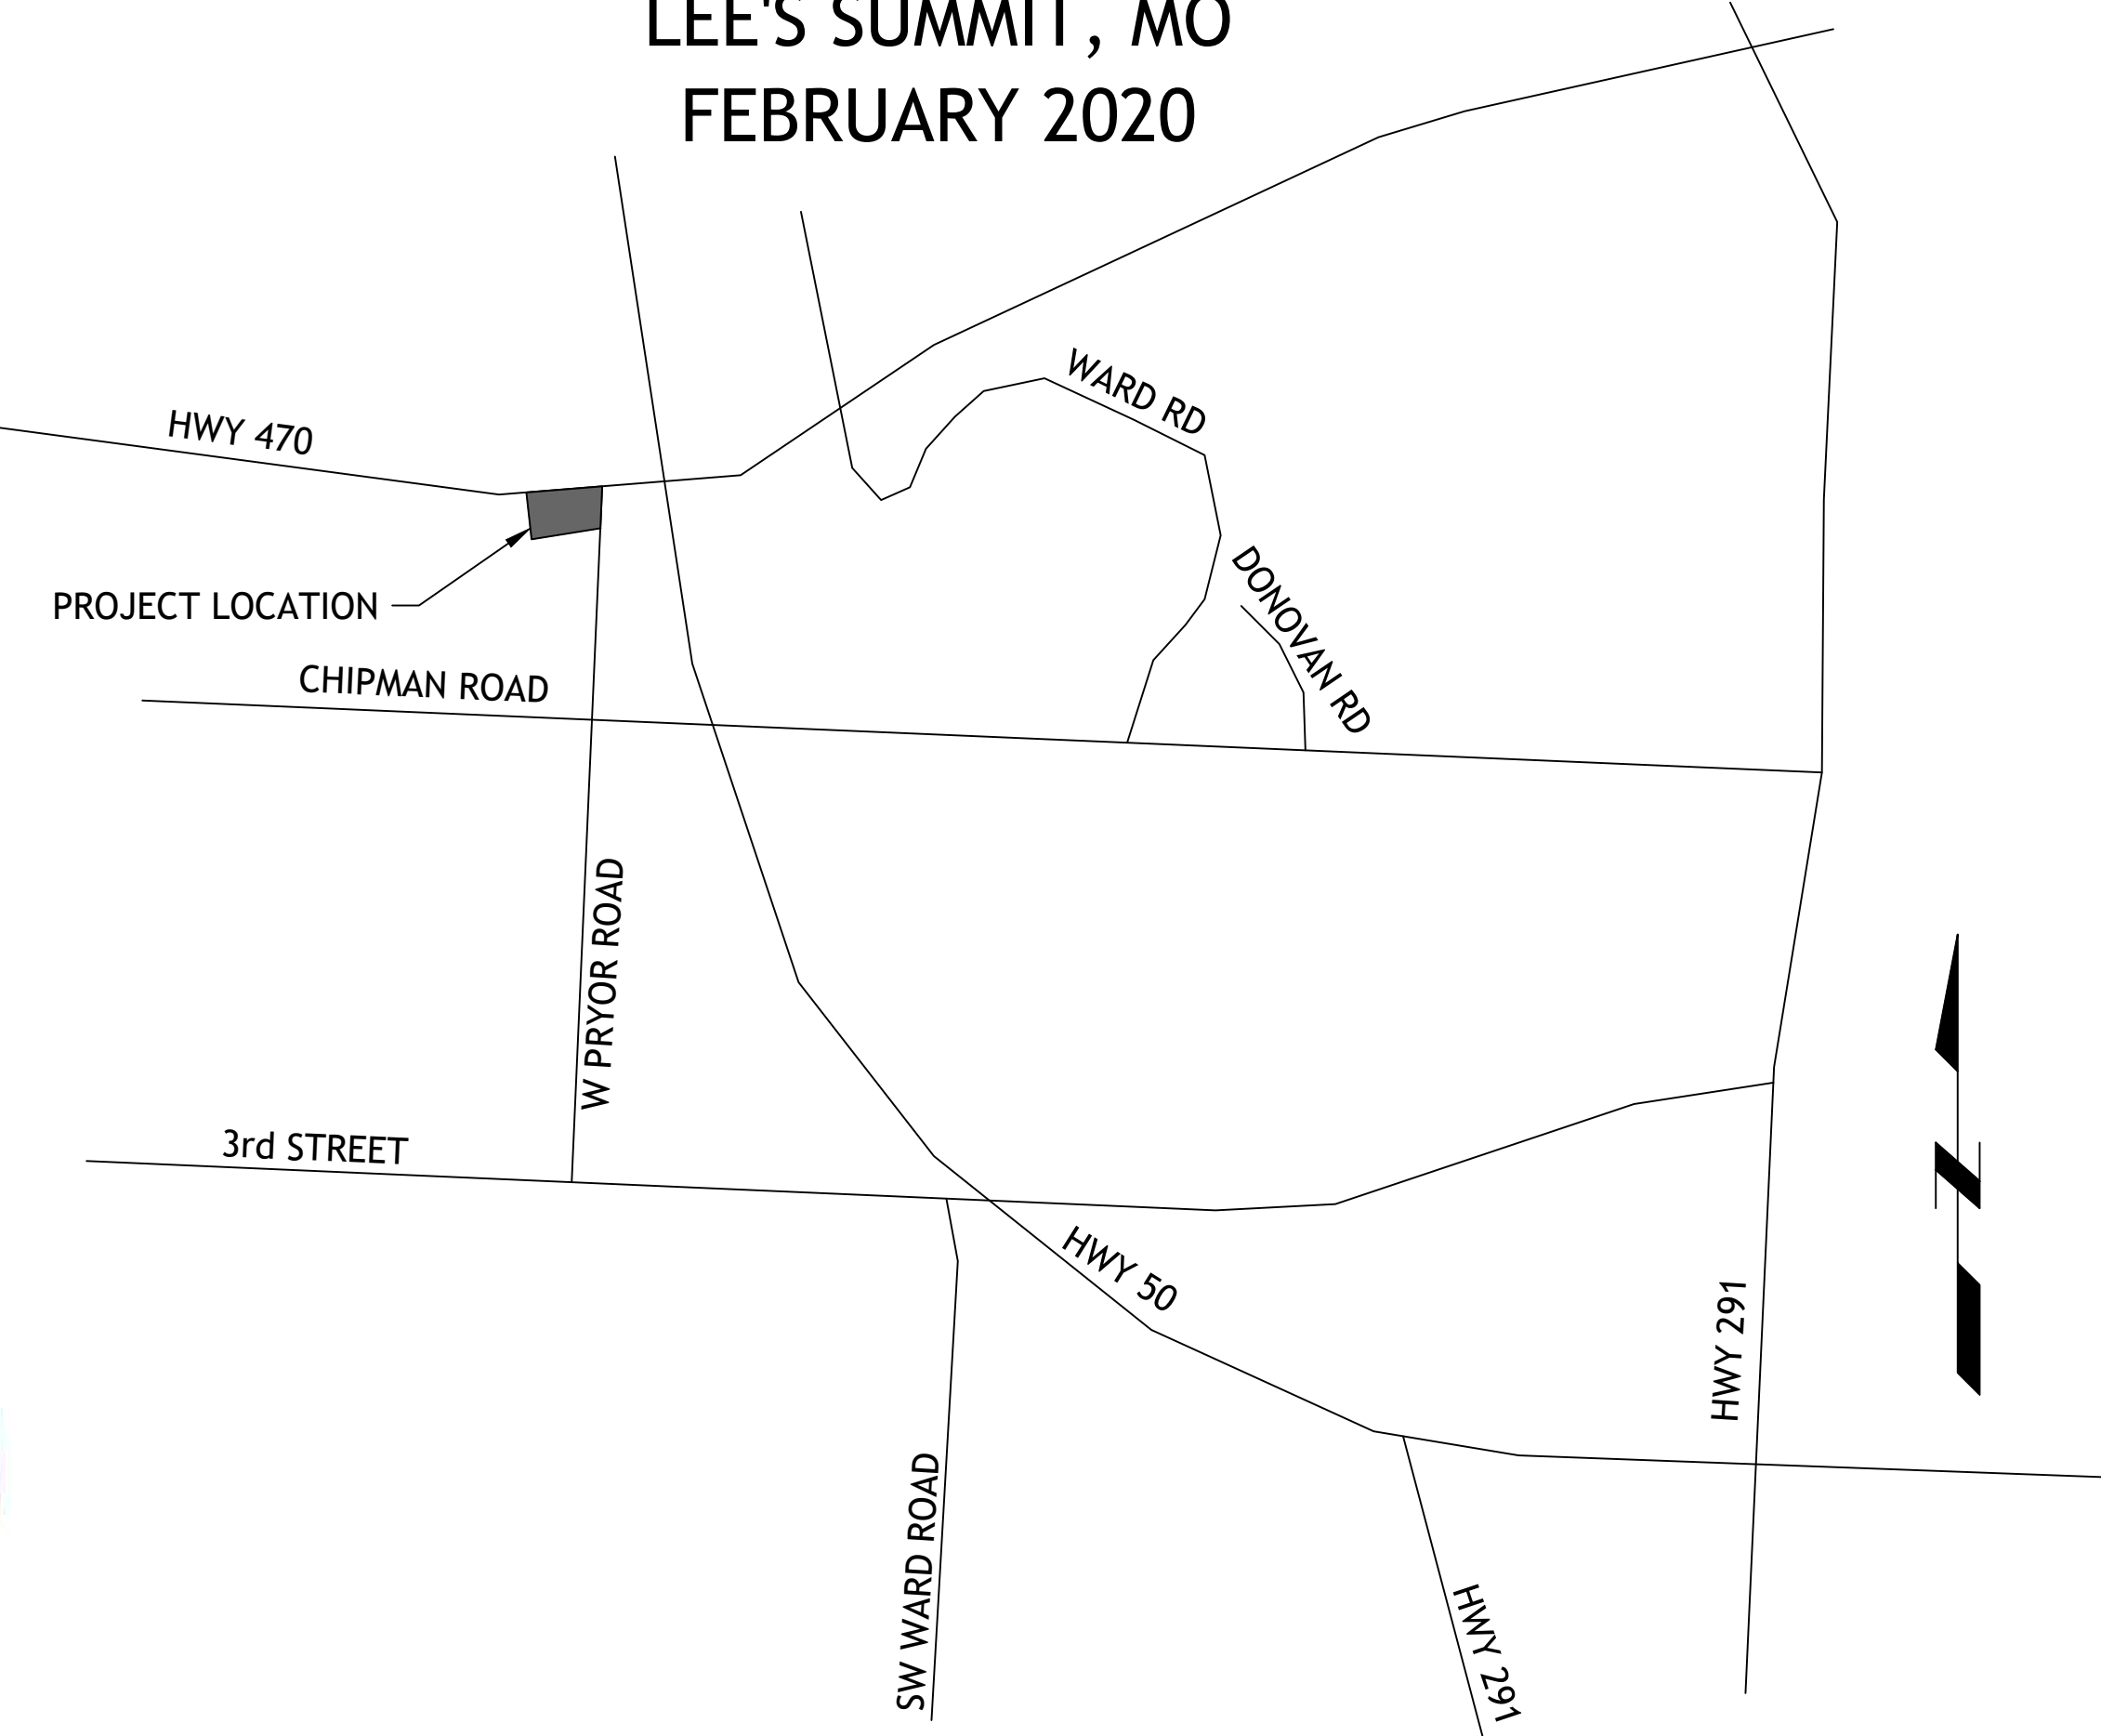 LEE'S SUMMIT, MO
FEBRUARY 2020
WARD RD
HWY 470
DONOVAN RD
PROJECT LOCATION
CHIPMAN ROAD
W PRYOR ROAD
3rd STREET
N
HWY 50
HWY 291
SW WARD ROAD
HWY 291